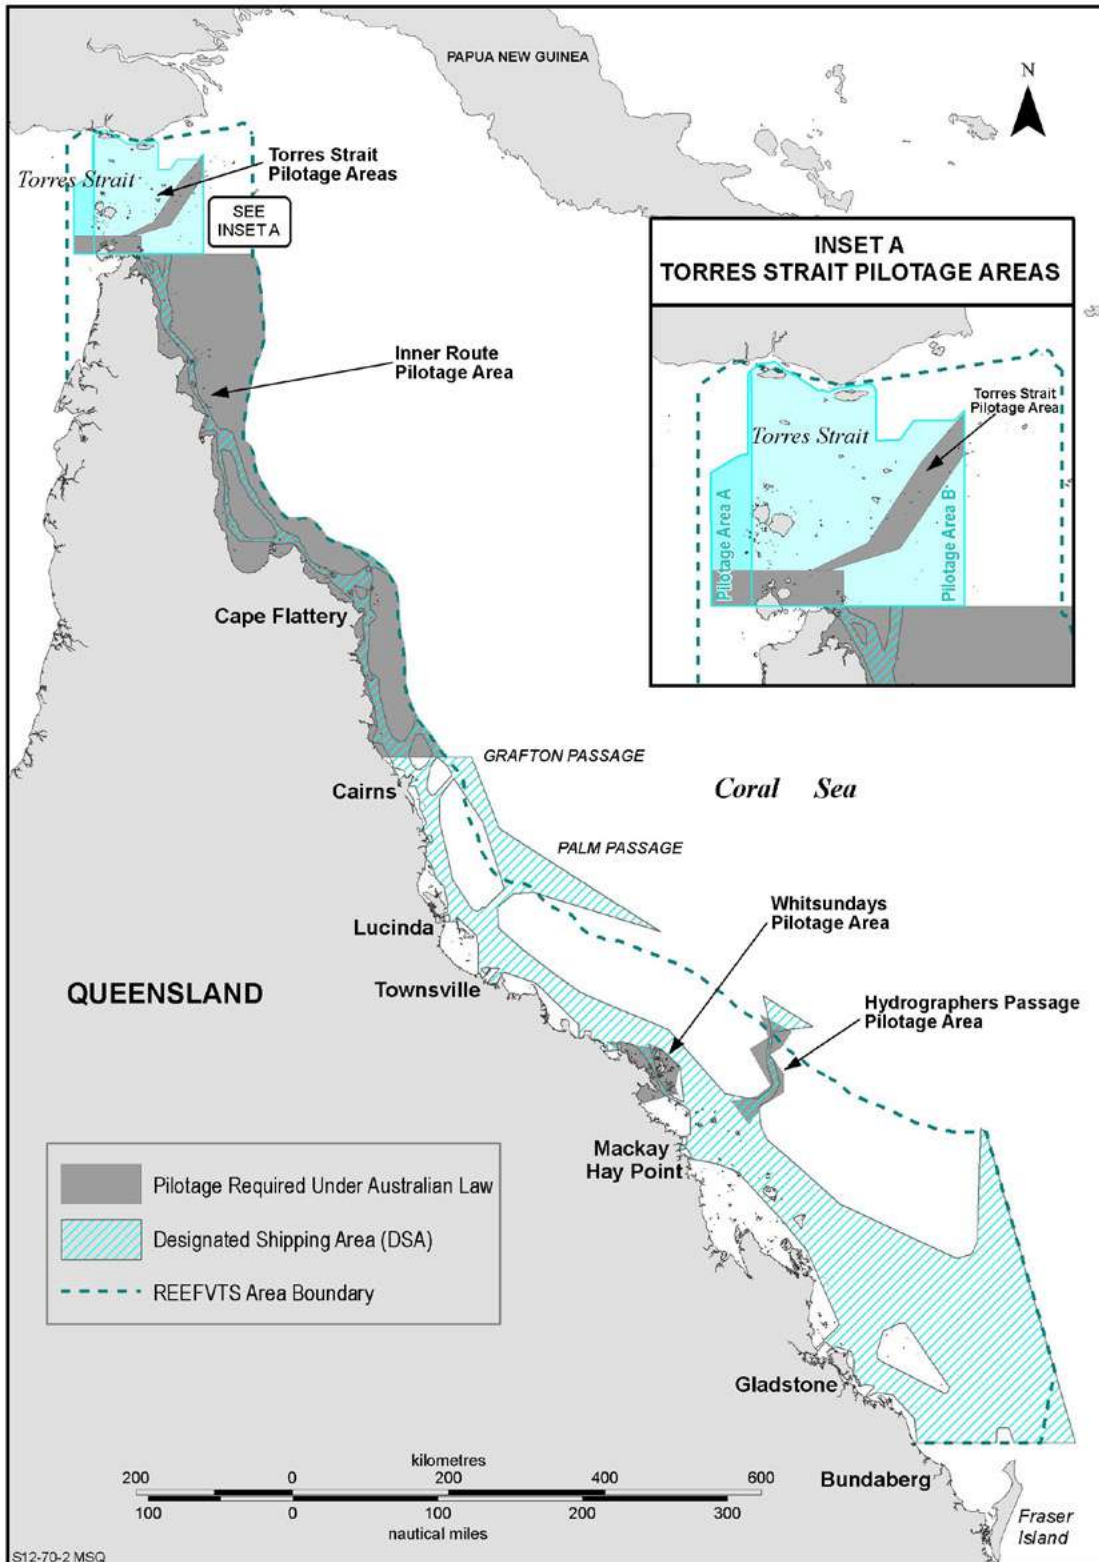 PAPUA NEW GUINEA
N
Torres Strait
Pilotage Areas
Torres Strait
SEE
INSET A
INSET A
TORRES STRAIT PILOTAGE AREAS
Torres Strait
Pilotage Area
Torres Strait
Pilotage Area A
Pilotage Area B
Inner Route
Pilotage Area
Cape Flattery
GRAFTON PASSAGE
Cairns
Coral Sea
PALM PASSAGE
Whitsundays
Pilotage Area
Lucinda
Townsville
QUEENSLAND
Hydrographers Passage
Pilotage Area
Mackay
Hay Point
Pilotage Required Under Australian Law
Designated Shipping Area (DSA)
REEFVTS Area Boundary
Gladstone
Bundaberg
Fraser
Island
kilometres
200 0 200 400 600
100 0 100 200 300
nautical miles
S12-70-2 MSQ